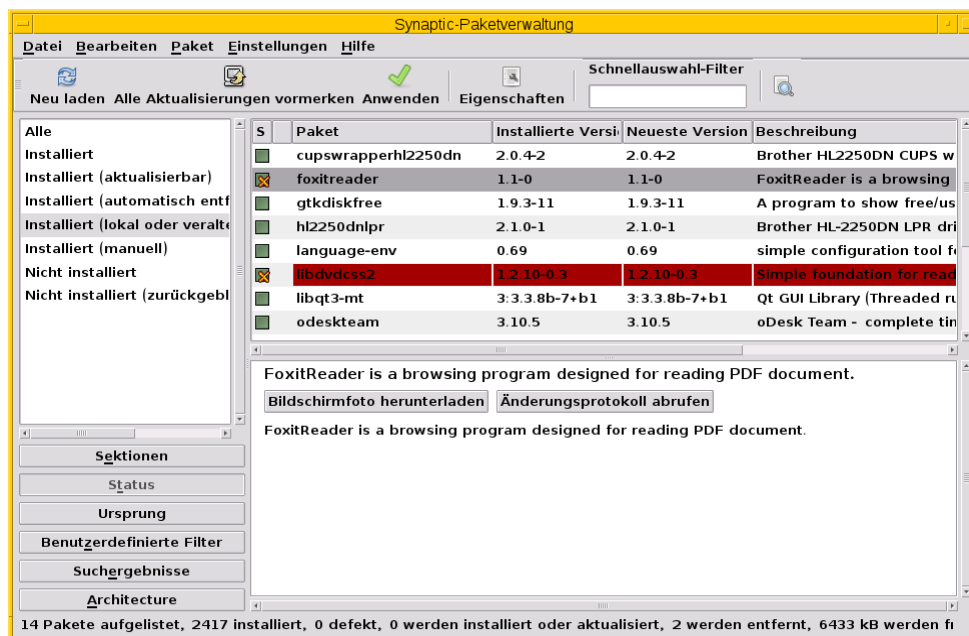 Synaptic-Paketverwaltung
Datei Bearbeiten Paket Einstellungen Hilfe
Neu laden Alle Aktualisierungen vormerken Anwenden Eigenschaften Schnellauswahl-Filter
Alle
Installiert
Installiert (aktualisierbar)
Installiert (automatisch entf
Installiert (lokal oder veralte
Installiert (manuell)
Nicht installiert
Nicht installiert (zurückgebl
S Paket Installierte Versi Neueste Version Beschreibung
cupswrapperhl2250dn 2.0.4-2 2.0.4-2 Brother HL2250DN CUPS w
foxitreader 1.1-0 1.1-0 FoxitReader is a browsing
gtkdiskfree 1.9.3-11 1.9.3-11 A program to show free/us
hl2250dnlpr 2.1.0-1 2.1.0-1 Brother HL-2250DN LPR dri
language-env 0.69 0.69 simple configuration tool fo
libdvdcss2 1.2.10-0.3 1.2.10-0.3 Simple foundation for read
libqt3-mt 3:3.3.8b-7+b1 3:3.3.8b-7+b1 Qt GUI Library (Threaded ru
odeskteam 3.10.5 3.10.5 oDesk Team - complete tin
FoxitReader is a browsing program designed for reading PDF document.
Bildschirmfoto herunterladen Änderungsprotokoll abrufen
FoxitReader is a browsing program designed for reading PDF document.
Sektionen
Status
Ursprung
Benutzerdefinierte Filter
Suchergebnisse
Architecture
14 Pakete aufgelistet, 2417 installiert, 0 defekt, 0 werden installiert oder aktualisiert, 2 werden entfernt, 6433 kB werden fr